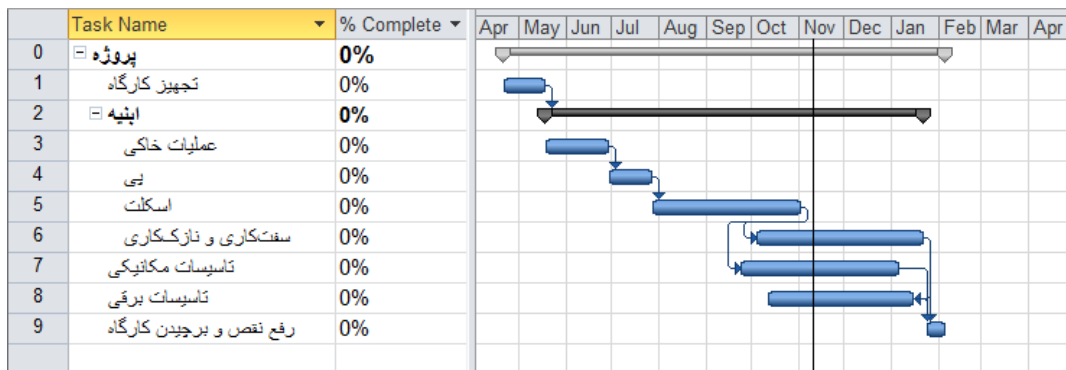 Task Name % Complete Apr May Jun Jul Aug Sep Oct Nov Dec Jan Feb Mar Apr
0 پروژه 0%
1 تجهیز کارگاه 0%
2 ابنیه 0%
3 عملیات خاکی 0%
4 پی 0%
5 اسکلت 0%
6 سفت‌کاری و نازک‌کاری 0%
7 تاسیسات مکانیکی 0%
8 تاسیسات برقی 0%
9 رفع نقص و برچیدن کارگاه 0%